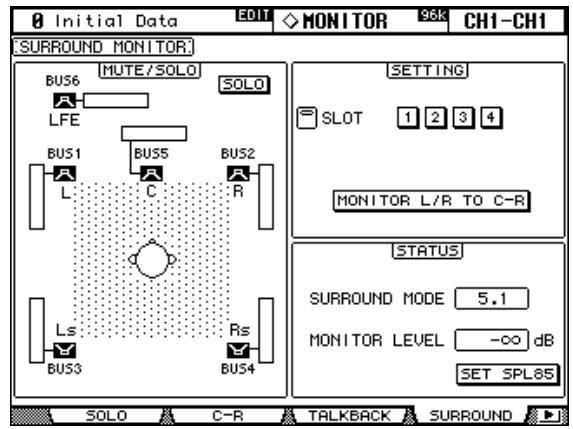 0 Initial Data EDIT ◇MONITOR 96k CH1-CH1
SURROUND MONITOR
MUTE/SOLO
BUS6
SOLO
LFE
BUS1 BUS5 BUS2
L C R
Ls Rs
BUS3 BUS4
SETTING
SLOT 1 2 3 4
MONITOR L/R TO C-R
STATUS
SURROUND MODE 5.1
MONITOR LEVEL -∞ dB
SET SPL85
SOLO C-R TALKBACK SURROUND